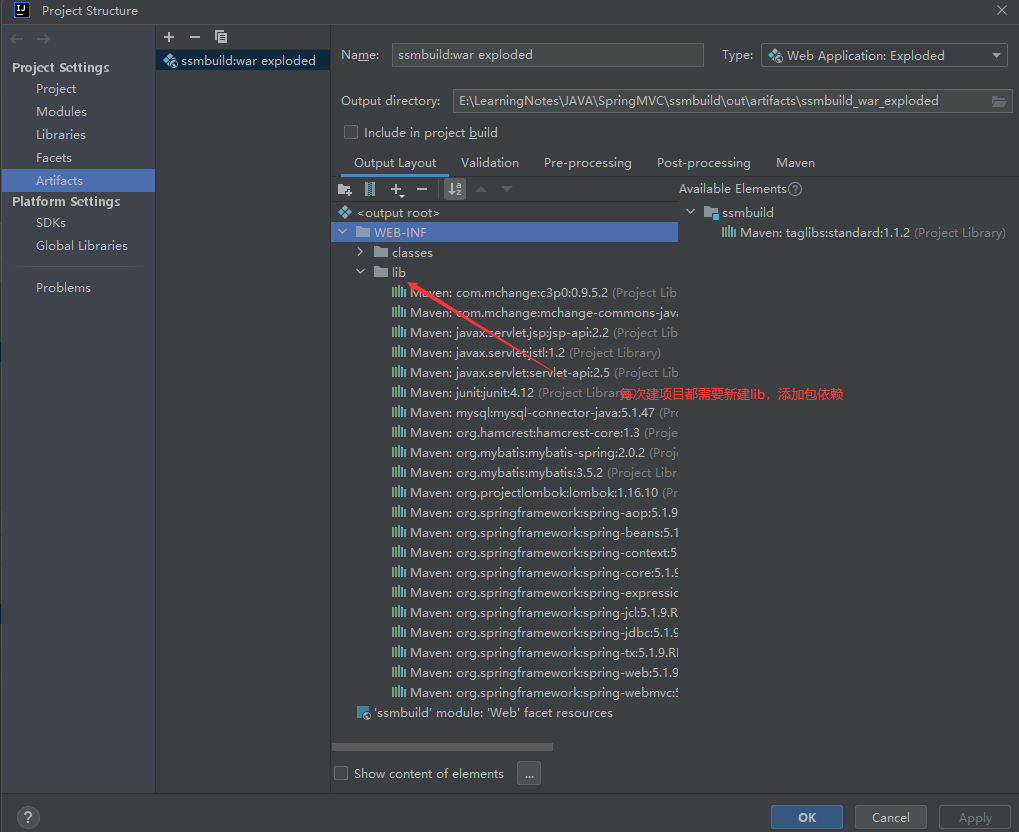 Project Structure
Project Settings
Project
Modules
Libraries
Facets
Artifacts
Platform Settings
SDKs
Global Libraries
Problems
ssmbuild:war exploded
Name: ssmbuild:war exploded Type: Web Application: Exploded
Output directory: E:\LearningNotes\JAVA\SpringMVC\ssmbuild\out\artifacts\ssmbuild_war_exploded
Include in project build
Output Layout Validation Pre-processing Post-processing Maven
<output root>
WEB-INF
classes
lib
Maven: com.mchange:c3p0:0.9.5.2 (Project Lib
Maven: com.mchange:mchange-commons-java
Maven: javax.servlet.jsp:jsp-api:2.2 (Project Lib
Maven: javax.servlet:jstl:1.2 (Project Library)
Maven: javax.servlet:servlet-api:2.5 (Project Lib
Maven: junit:junit:4.12 (Project Library
每次建项目都需要新建lib，添加包依赖
Maven: mysql:mysql-connector-java:5.1.47 (Pro
Maven: org.hamcrest:hamcrest-core:1.3 (Proje
Maven: org.mybatis:mybatis-spring:2.0.2 (Proj
Maven: org.mybatis:mybatis:3.5.2 (Project Libr
Maven: org.projectlombok:lombok:1.16.10 (Pr
Maven: org.springframework:spring-aop:5.1.9
Maven: org.springframework:spring-beans:5.1
Maven: org.springframework:spring-context:5
Maven: org.springframework:spring-core:5.1.9
Maven: org.springframework:spring-expressic
Maven: org.springframework:spring-jcl:5.1.9.R
Maven: org.springframework:spring-jdbc:5.1.9
Maven: org.springframework:spring-tx:5.1.9.RI
Maven: org.springframework:spring-web:5.1.9
Maven: org.springframework:spring-webmvc:5
'ssmbuild' module: 'Web' facet resources
Available Elements
ssmbuild
Maven: taglibs:standard:1.1.2 (Project Library)
Show content of elements ...
? OK Cancel Apply